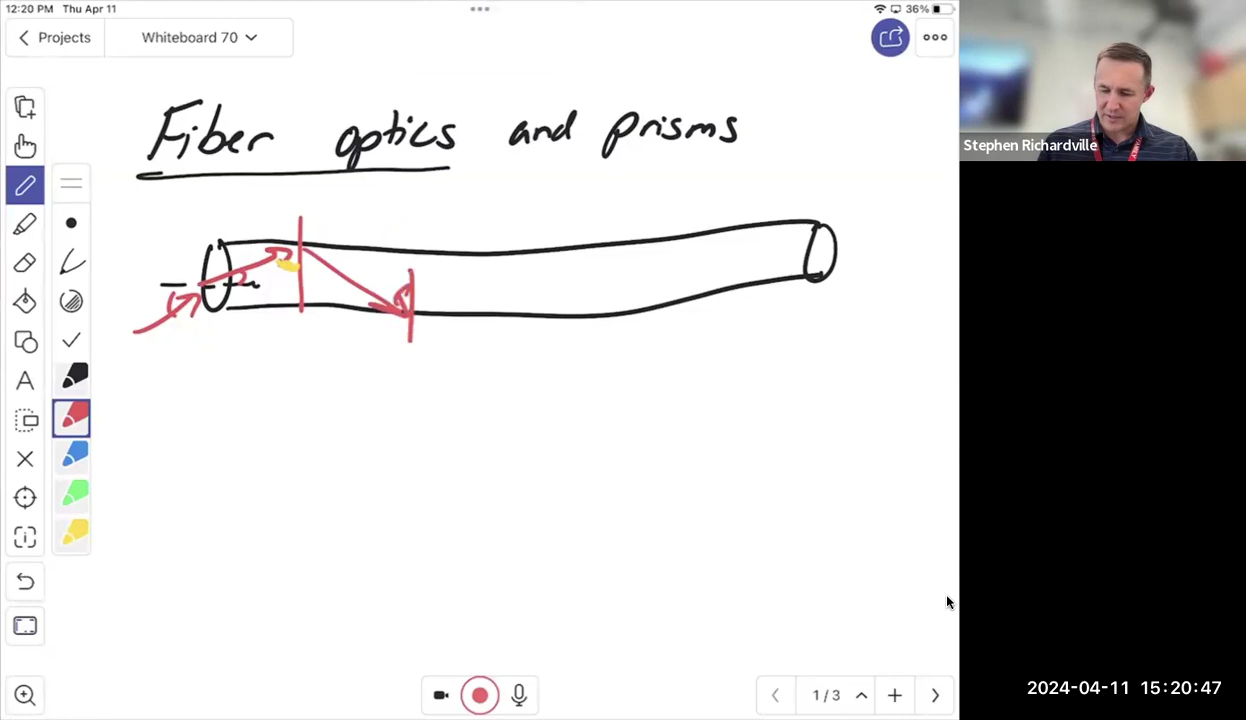 12:20 PM Thu Apr 11
36%
Projects
Whiteboard 70
Stephen Richardville
Fiber optics and prisms
A
1 / 3
2024-04-11 15:20:47